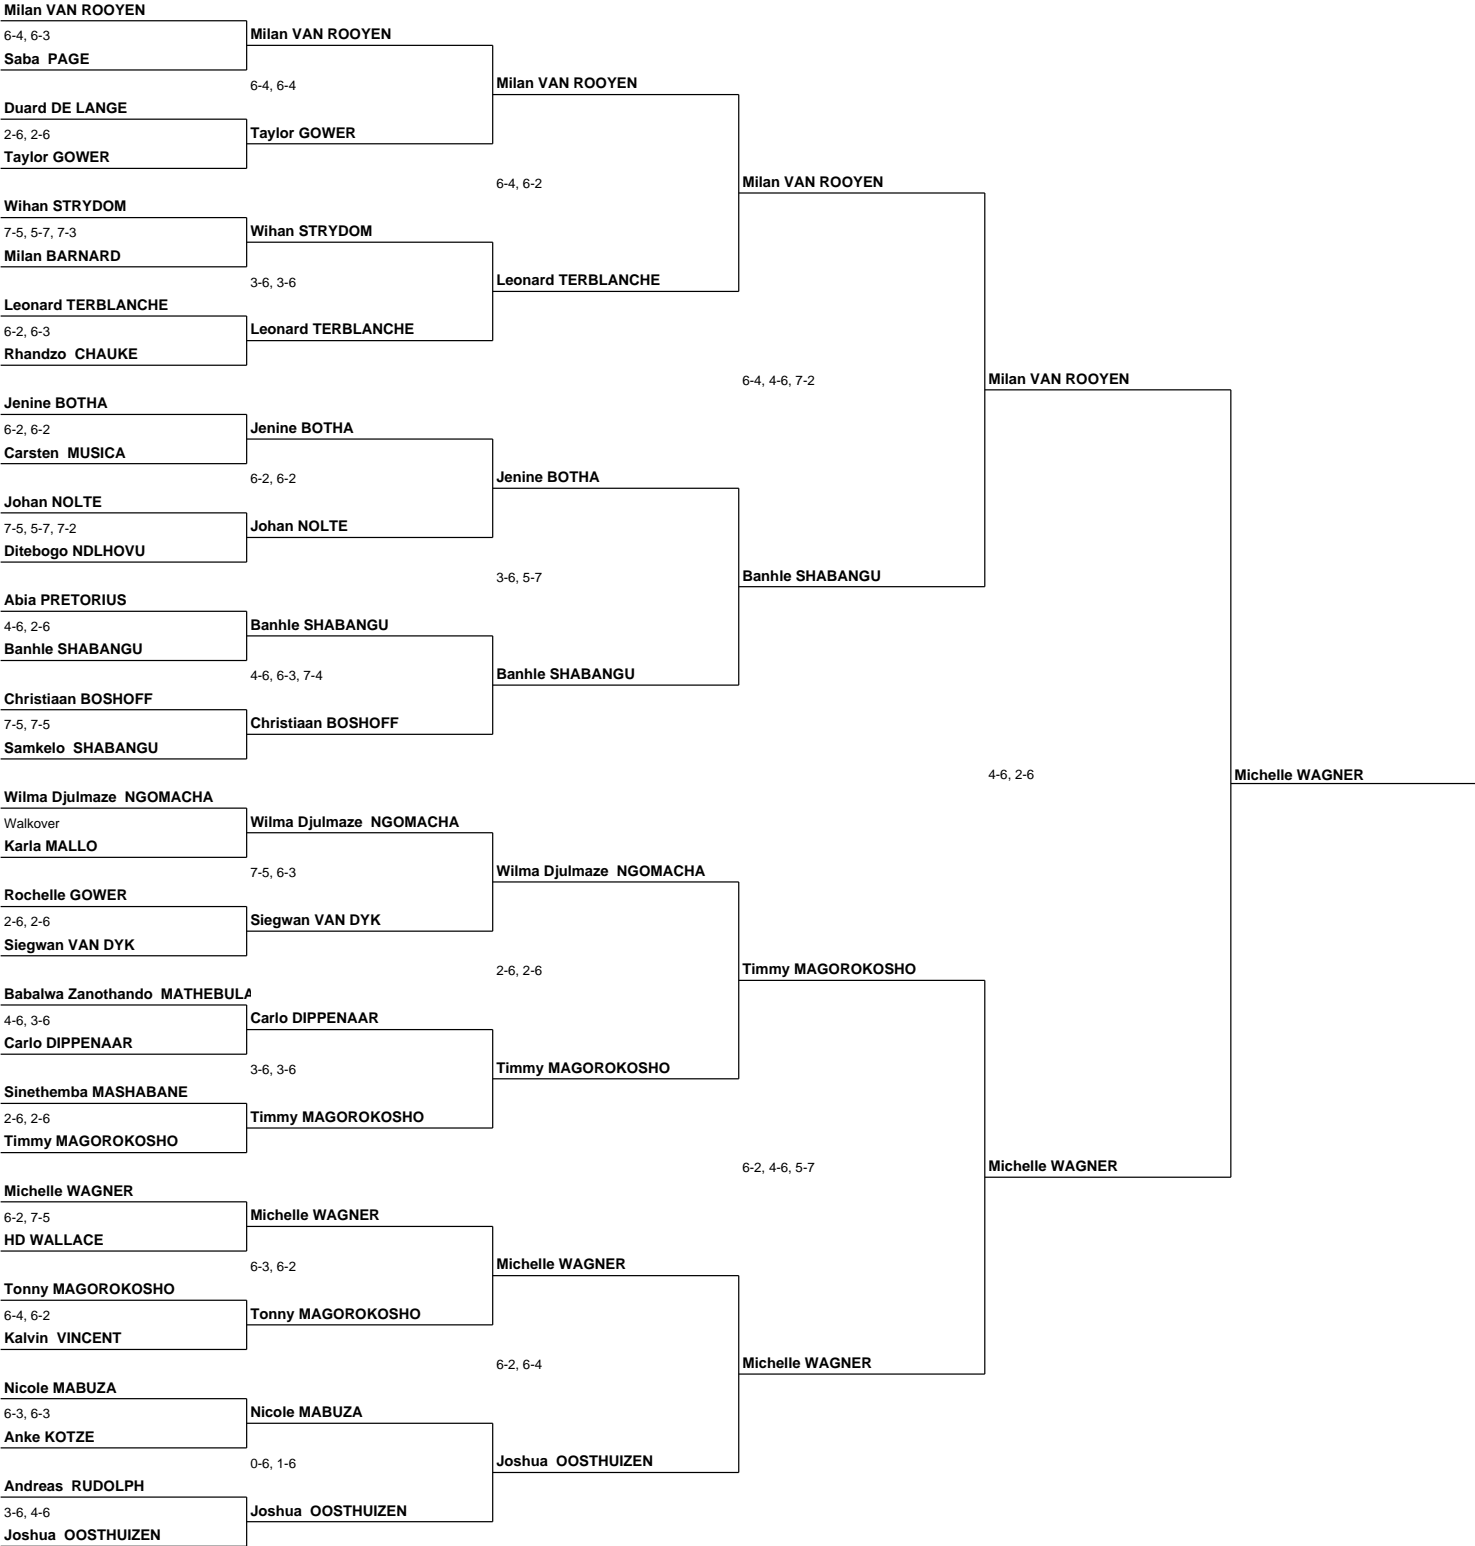 Milan VAN ROOYEN
6-4, 6-3
Saba PAGE
Milan VAN ROOYEN
6-4, 6-4
Duard DE LANGE
2-6, 2-6
Taylor GOWER
Taylor GOWER
Milan VAN ROOYEN
6-4, 6-2
Wihan STRYDOM
7-5, 5-7, 7-3
Milan BARNARD
Wihan STRYDOM
3-6, 3-6
Leonard TERBLANCHE
6-2, 6-3
Rhandzo CHAUKE
Leonard TERBLANCHE
Leonard TERBLANCHE
Milan VAN ROOYEN
6-4, 4-6, 7-2
Jenine BOTHA
6-2, 6-2
Carsten MUSICA
Jenine BOTHA
6-2, 6-2
Johan NOLTE
7-5, 5-7, 7-2
Ditebogo NDLHOVU
Johan NOLTE
Jenine BOTHA
3-6, 5-7
Abia PRETORIUS
4-6, 2-6
Banhle SHABANGU
Banhle SHABANGU
4-6, 6-3, 7-4
Christiaan BOSHOFF
7-5, 7-5
Samkelo SHABANGU
Christiaan BOSHOFF
Banhle SHABANGU
Banhle SHABANGU
Milan VAN ROOYEN
4-6, 2-6
Michelle WAGNER
Wilma Djulmaze NGOMACHA
Walkover
Karla MALLO
Wilma Djulmaze NGOMACHA
7-5, 6-3
Rochelle GOWER
2-6, 2-6
Siegwan VAN DYK
Siegwan VAN DYK
Wilma Djulmaze NGOMACHA
2-6, 2-6
Babalwa Zanothando MATHEBULA
4-6, 3-6
Carlo DIPPENAAR
Carlo DIPPENAAR
3-6, 3-6
Sinethemba MASHABANE
2-6, 2-6
Timmy MAGOROKOSHO
Timmy MAGOROKOSHO
Timmy MAGOROKOSHO
Timmy MAGOROKOSHO
6-2, 4-6, 5-7
Michelle WAGNER
Michelle WAGNER
6-2, 7-5
HD WALLACE
Michelle WAGNER
6-3, 6-2
Tonny MAGOROKOSHO
6-4, 6-2
Kalvin VINCENT
Tonny MAGOROKOSHO
Michelle WAGNER
6-2, 6-4
Michelle WAGNER
Nicole MABUZA
6-3, 6-3
Anke KOTZE
Nicole MABUZA
0-6, 1-6
Andreas RUDOLPH
3-6, 4-6
Joshua OOSTHUIZEN
Joshua OOSTHUIZEN
Joshua OOSTHUIZEN